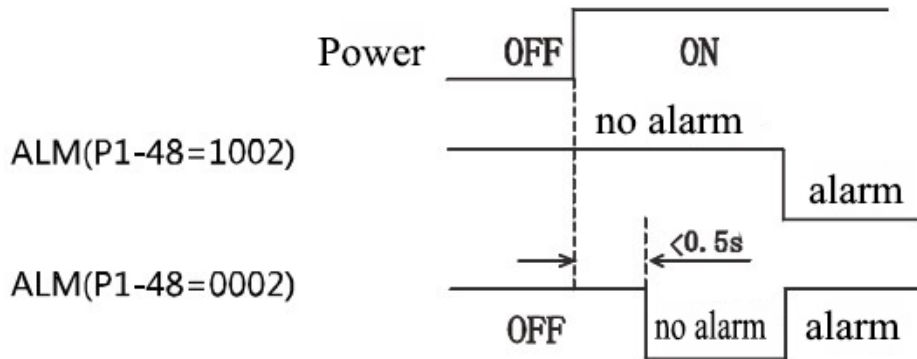 Power OFF ON
no alarm
ALM(P1-48=1002)
alarm
<0.5s
ALM(P1-48=0002)
OFF no alarm alarm